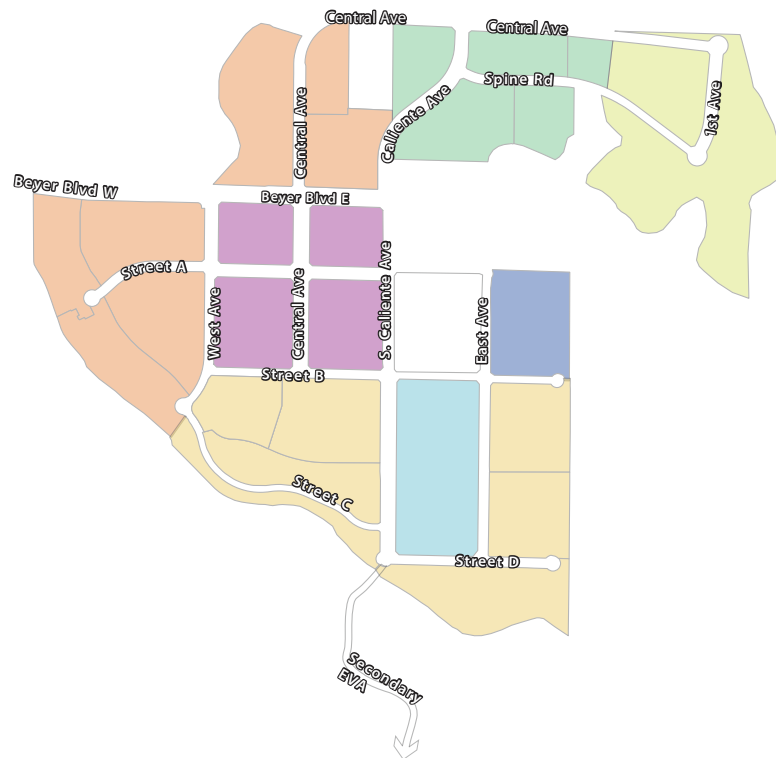 Central Ave
Central Ave
Spine Rd
1st Ave
Caliente Ave
Central Ave
Beyer Blvd W
Beyer Blvd E
Street A
West Ave
Central Ave
S. Caliente Ave
East Ave
Street B
Street C
Street D
Secondary
EVA